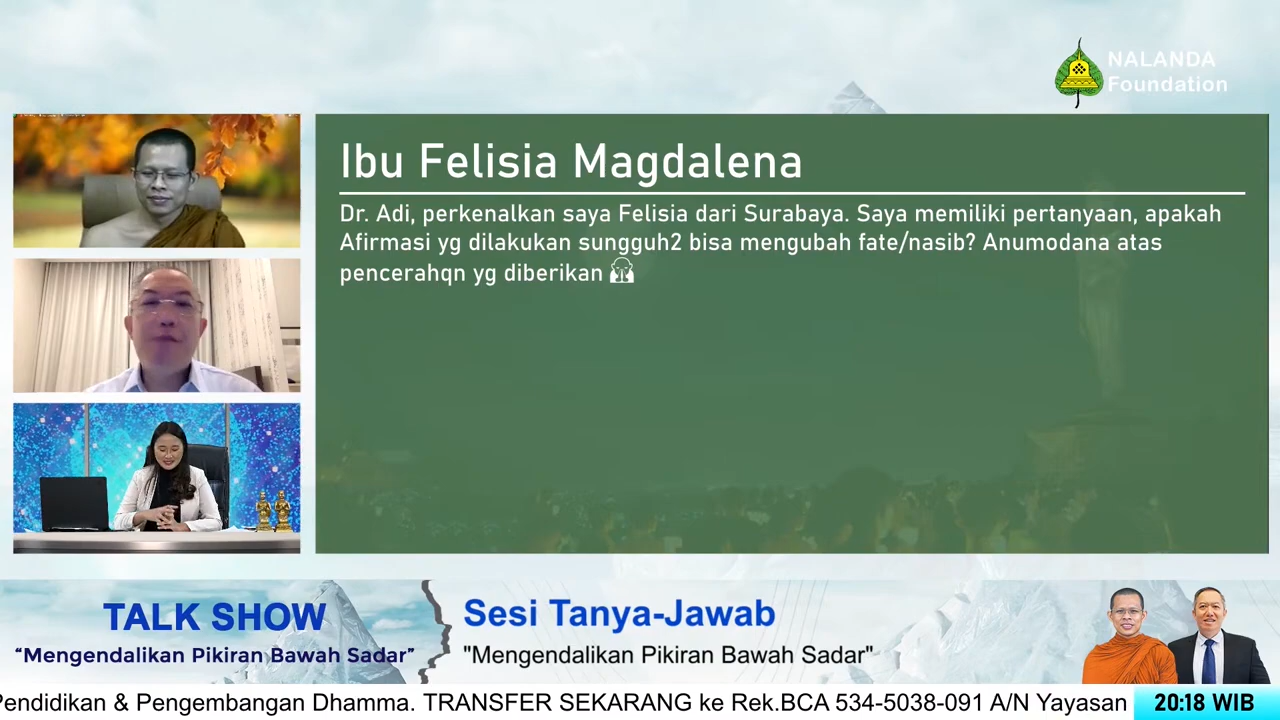 NALANDA
Foundation
Ibu Felisia Magdalena
Dr. Adi, perkenalkan saya Felisia dari Surabaya. Saya memiliki pertanyaan, apakah
Afirmasi yg dilakukan sungguh2 bisa mengubah fate/nasib? Anumodana atas
pencerahqn yg diberikan
TALK SHOW
“Mengendalikan Pikiran Bawah Sadar”
Sesi Tanya-Jawab
"Mengendalikan Pikiran Bawah Sadar"
Pendidikan & Pengembangan Dhamma. TRANSFER SEKARANG ke Rek.BCA 534-5038-091 A/N Yayasan
20:18 WIB